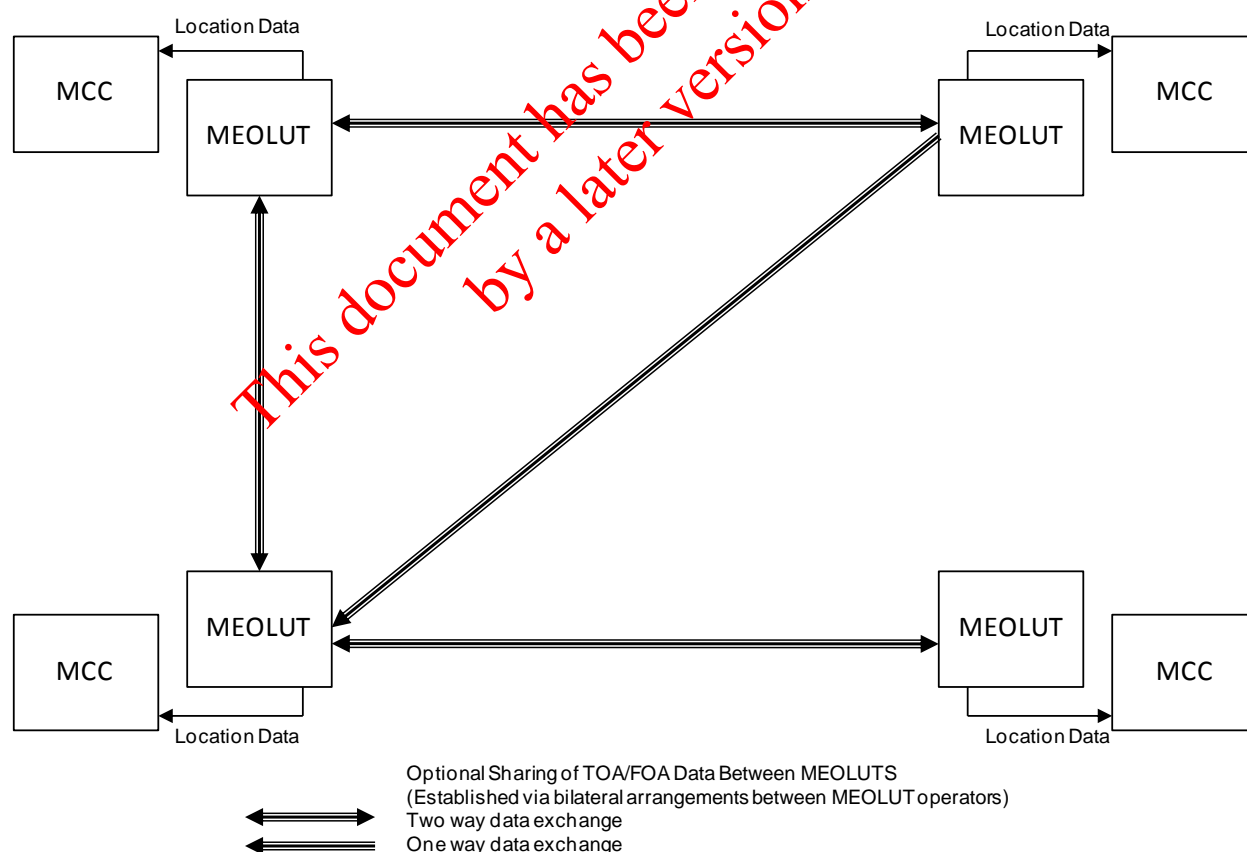 Location Data
Location Data
MCC
MEOLUT
MEOLUT
MCC
This document has been
by a later version
MEOLUT
MEOLUT
MCC
MCC
Location Data
Location Data
Optional Sharing of TOA/FOA Data Between MEOLUTS
(Established via bilateral arrangements between MEOLUT operators)
Two way data exchange
One way data exchange